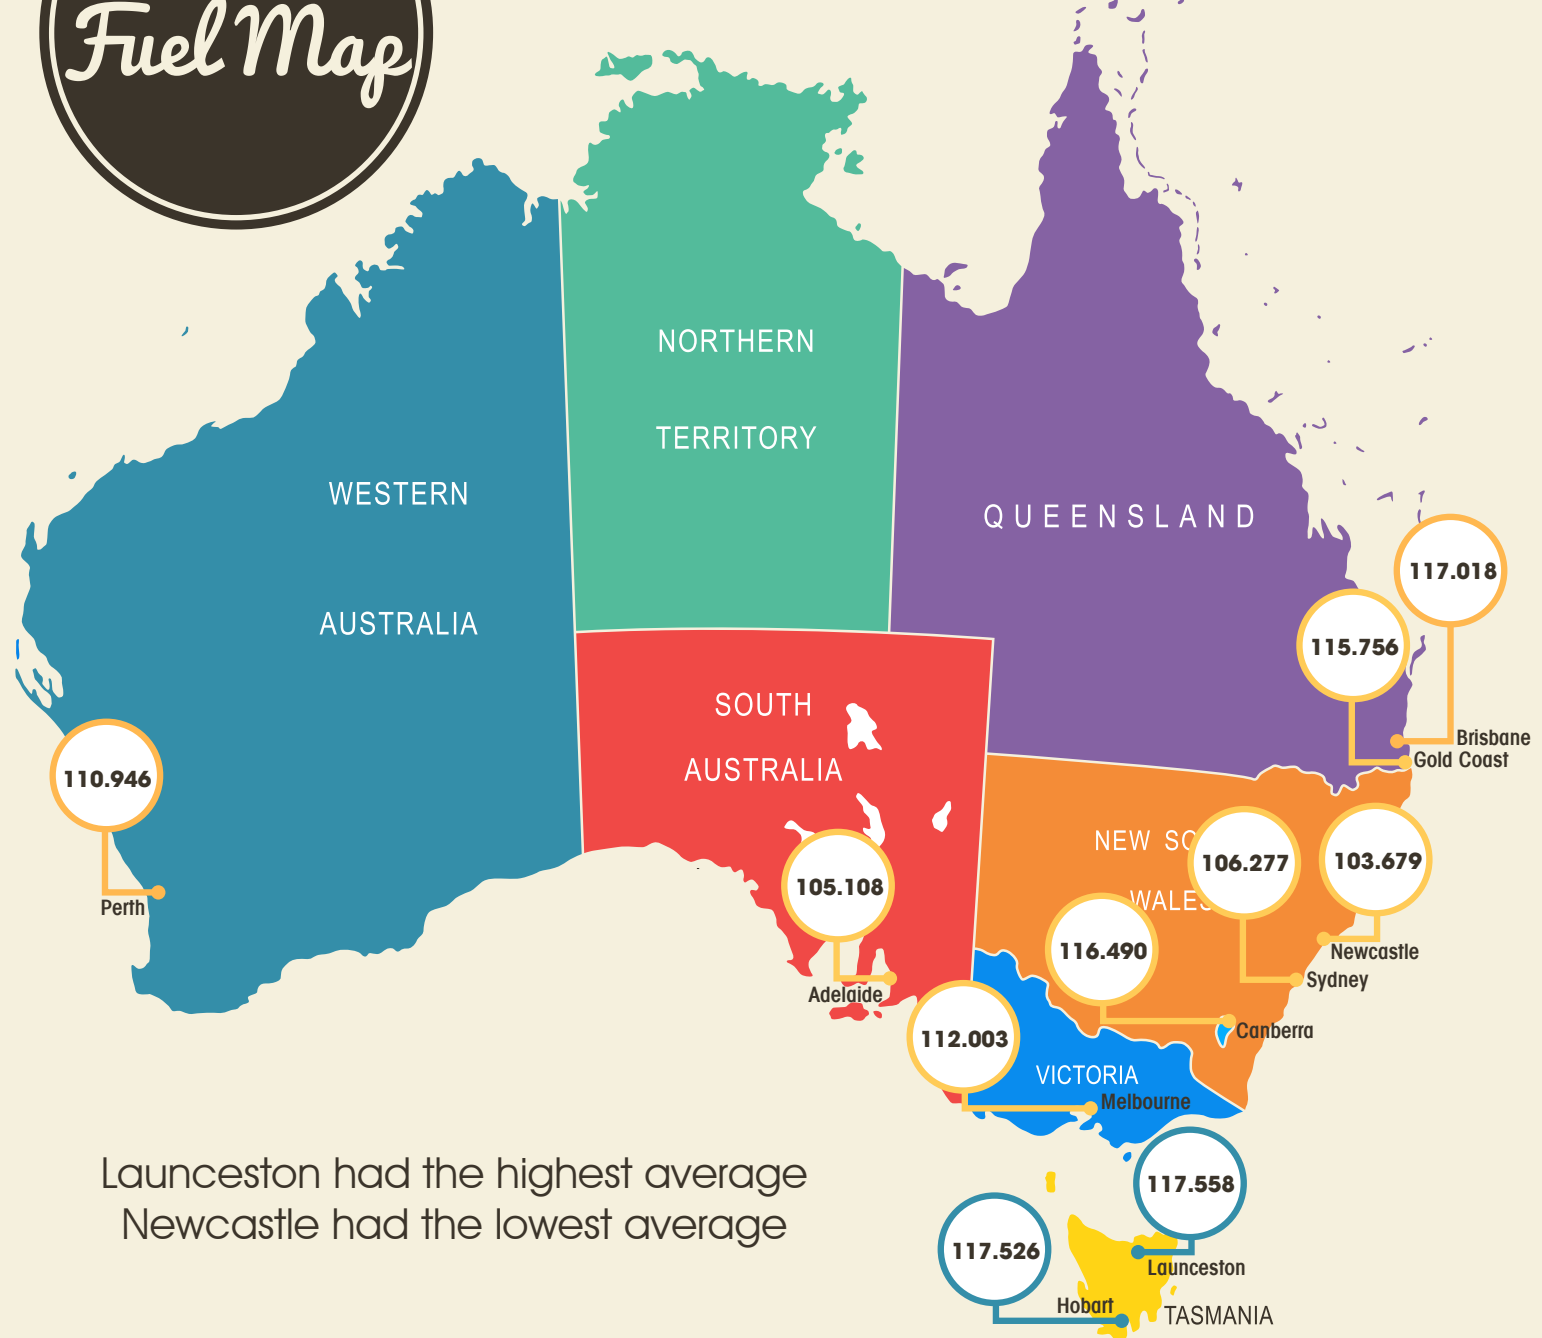 Fuel Map
NORTHERN
TERRITORY
WESTERN
AUSTRALIA
QUEENSLAND
117.018
115.756
Brisbane
Gold Coast
SOUTH
AUSTRALIA
110.946
Perth
NEW SO
WALES
106.277
103.679
105.108
116.490
Newcastle
Sydney
Adelaide
Canberra
112.003
VICTORIA
Melbourne
Launceston had the highest average
Newcastle had the lowest average
117.558
117.526
Launceston
Hobart
TASMANIA